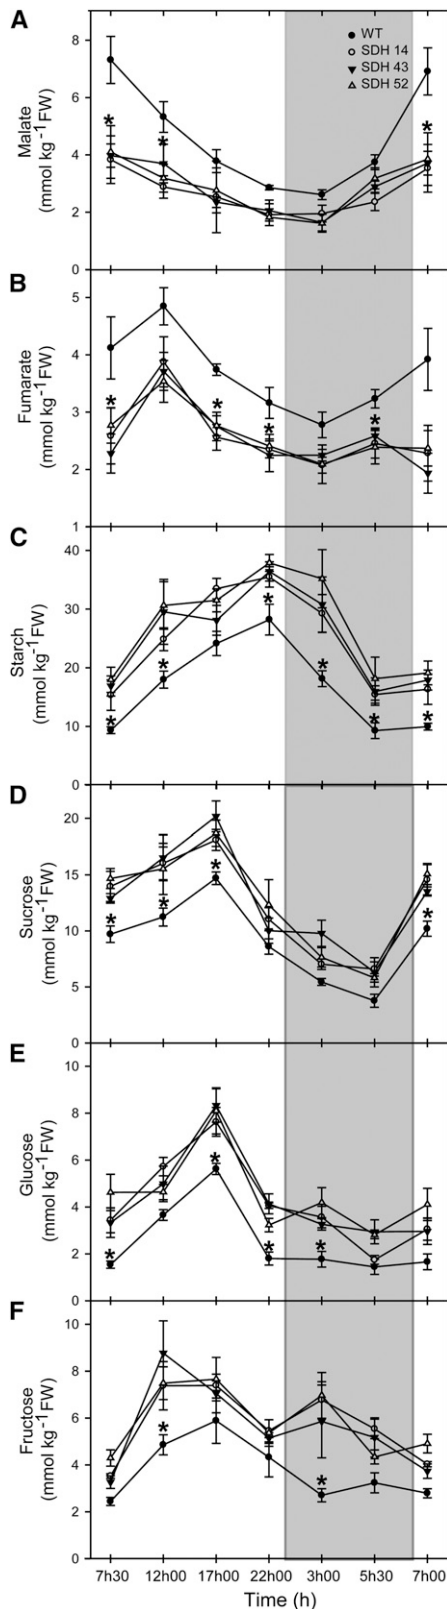 A
WT
SDH 14
SDH 43
SDH 52
Malate
(mmol kg-1FW)
8
6
4
2
0
*
*
*
B
Fumarate
(mmol kg-1FW)
5
4
3
2
1
*
*
*
*
C
Starch
(mmol kg-1FW)
40
30
20
10
0
*
*
*
*
*
*
D
Sucrose
(mmol kg-1FW)
20
15
10
5
0
*
*
*
*
E
Glucose
(mmol kg-1FW)
10
8
6
4
2
0
*
*
*
*
F
Fructose
(mmol kg-1FW)
10
8
6
4
2
0
*
*
7h30 12h00 17h00 22h00 3h00 5h30 7h00
Time (h)